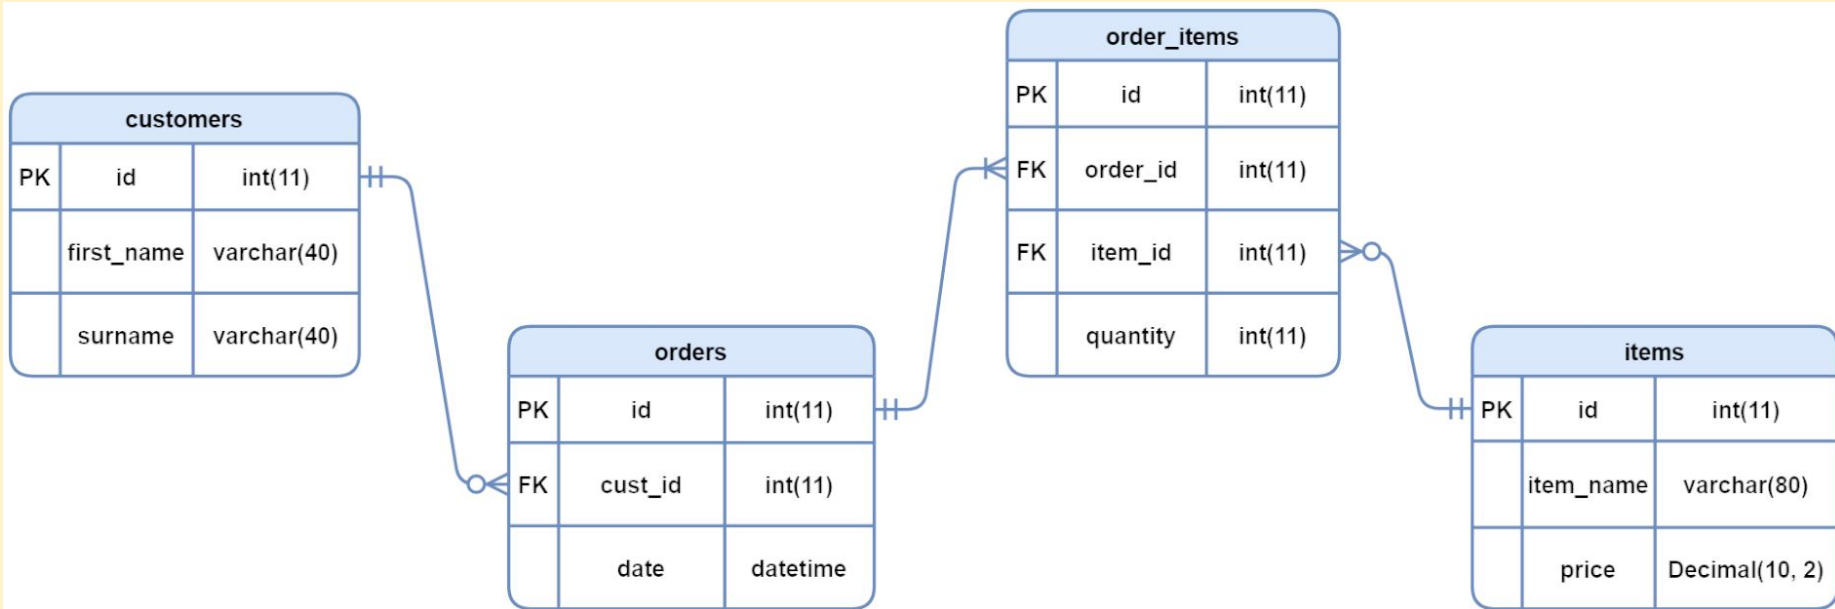 customers
PK id int(11)
first_name varchar(40)
surname varchar(40)
orders
PK id int(11)
FK cust_id int(11)
date datetime
order_items
PK id int(11)
FK order_id int(11)
FK item_id int(11)
quantity int(11)
items
PK id int(11)
item_name varchar(80)
price Decimal(10, 2)